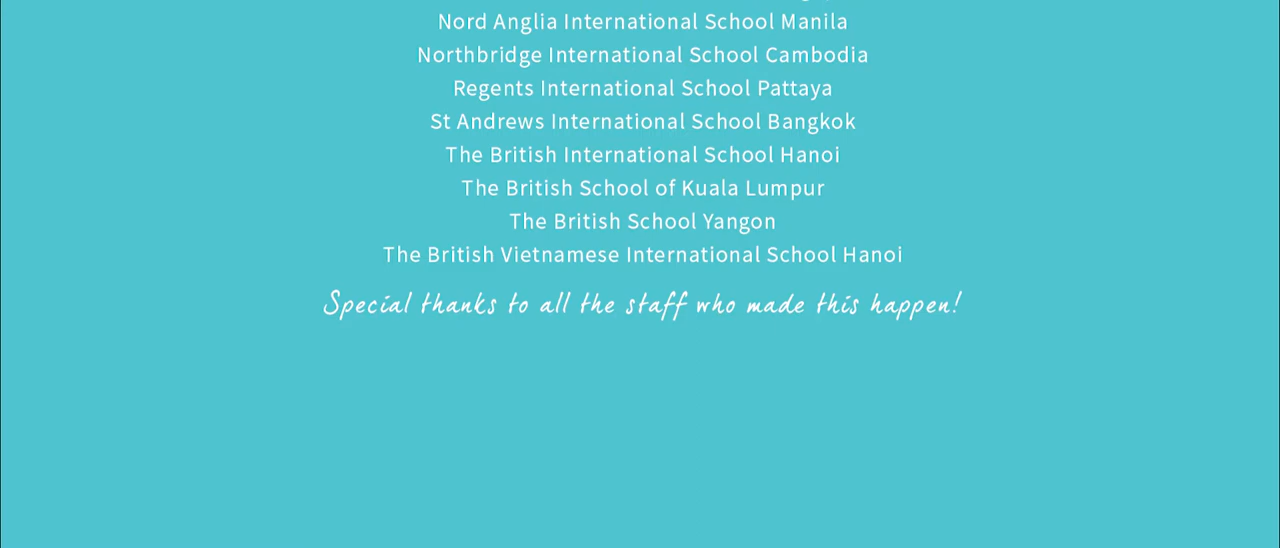 Nord Anglia International School Manila
Northbridge International School Cambodia
Regents International School Pattaya
St Andrews International School Bangkok
The British International School Hanoi
The British School of Kuala Lumpur
The British School Yangon
The British Vietnamese International School Hanoi
Special thanks to all the staff who made this happen!